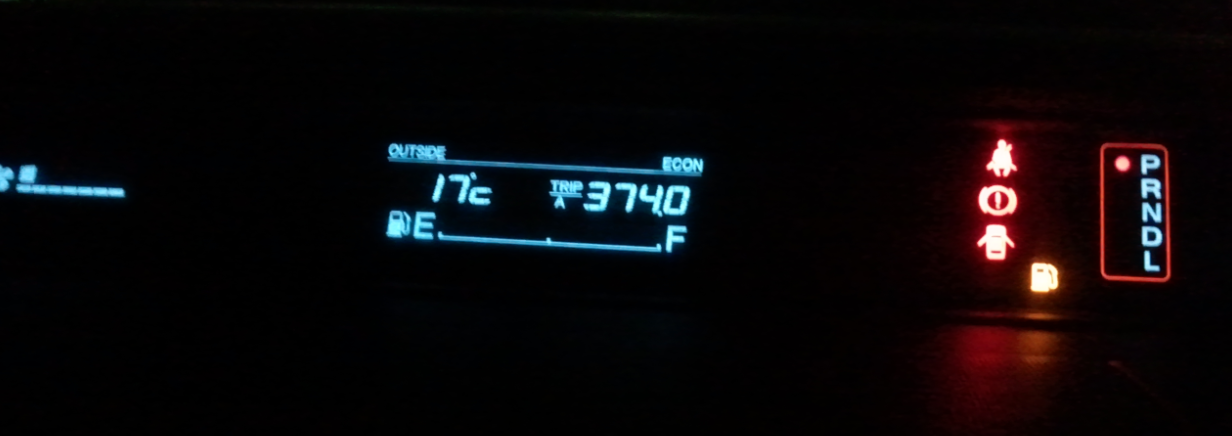 OUTSIDE ECON
17°c TRIP A 374.0
E F
P
R
N
D
L